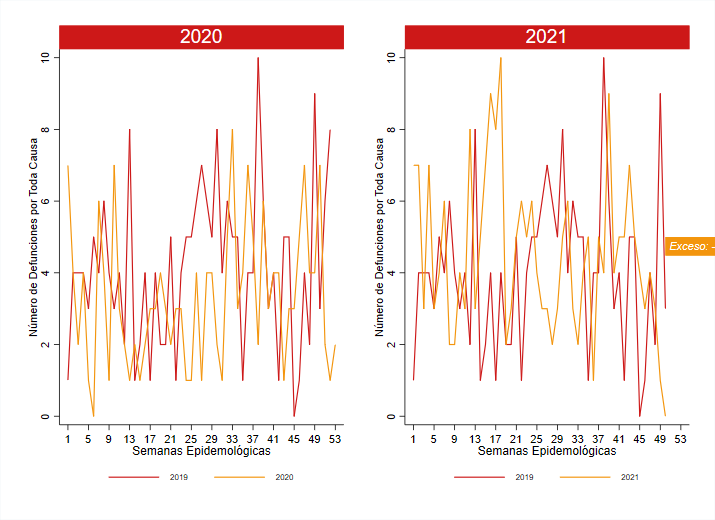 2020
Número de Defunciones por Toda Causa
10
8
6
4
2
0
1 5 9 13 17 21 25 29 33 37 41 45 49 53
Semanas Epidemológicas
2019 2020
2021
Número de Defunciones por Toda Causa
10
8
6
4
2
0
Exceso: -
1 5 9 13 17 21 25 29 33 37 41 45 49 53
Semanas Epidemológicas
2019 2021